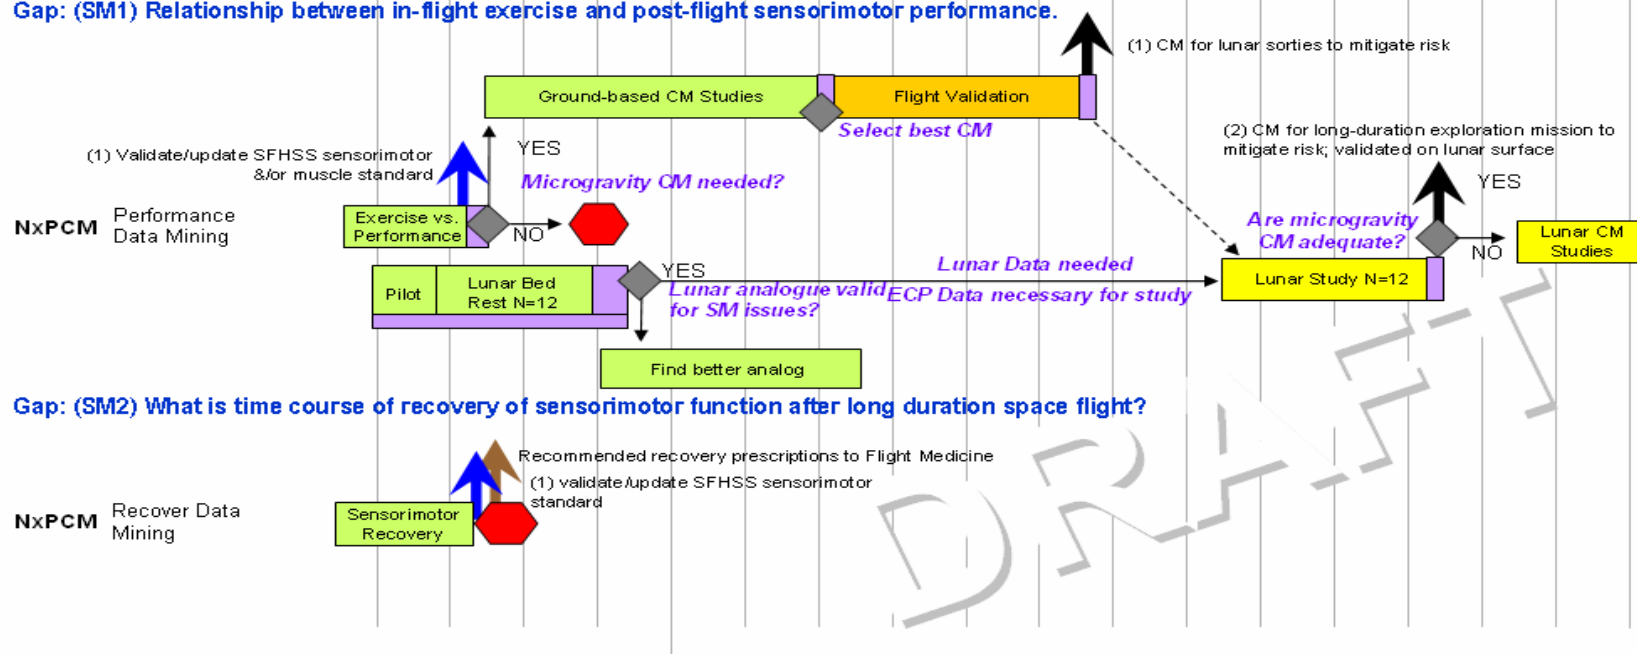 Gap: (SM1) Relationship between in-flight exercise and post-flight sensorimotor performance.
(1) CM for lunar sorties to mitigate risk
Ground-based CM Studies
Flight Validation
Select best CM
(2) CM for long-duration exploration mission to
mitigate risk; validated on lunar surface
(1) Validate/update SFHSS sensorimotor
&/or muscle standard
YES
Microgravity CM needed?
YES
NxPCM
Performance
Data Mining
Exercise vs.
Performance
NO
Are microgravity
CM adequate?
NO
Lunar CM
Studies
Pilot
Lunar Bed
Rest N=12
YES
Lunar analogue valid
for SM issues?
Lunar Data needed
ECP Data necessary for study
Lunar Study N=12
Find better analog
Gap: (SM2) What is time course of recovery of sensorimotor function after long duration space flight?
Recommended recovery prescriptions to Flight Medicine
(1) validate/update SFHSS sensorimotor
standard
NxPCM
Recover Data
Mining
Sensorimotor
Recovery
DRAFT